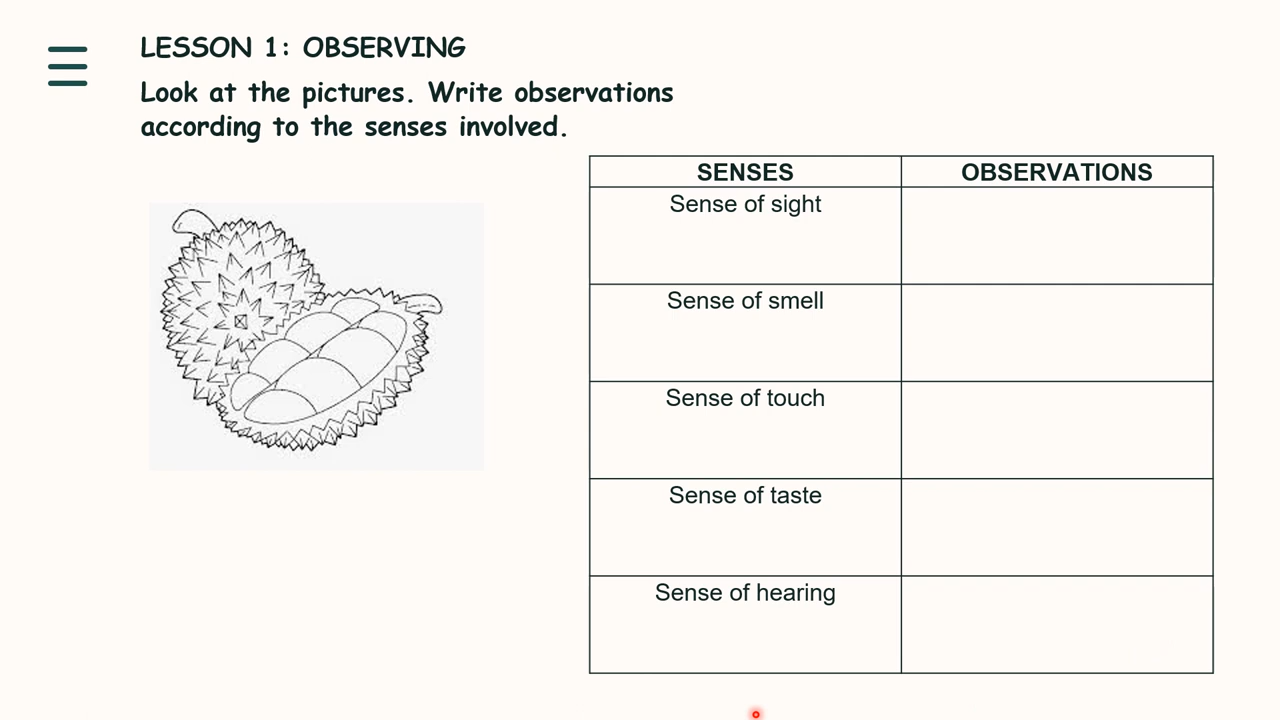 LESSON 1: OBSERVING
Look at the pictures. Write observations
according to the senses involved.
SENSES OBSERVATIONS
Sense of sight
Sense of smell
Sense of touch
Sense of taste
Sense of hearing